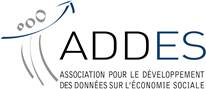 ADDES
ASSOCIATION POUR LE DÉVELOPPEMENT
DES DONNÉES SUR L'ÉCONOMIE SOCIALE